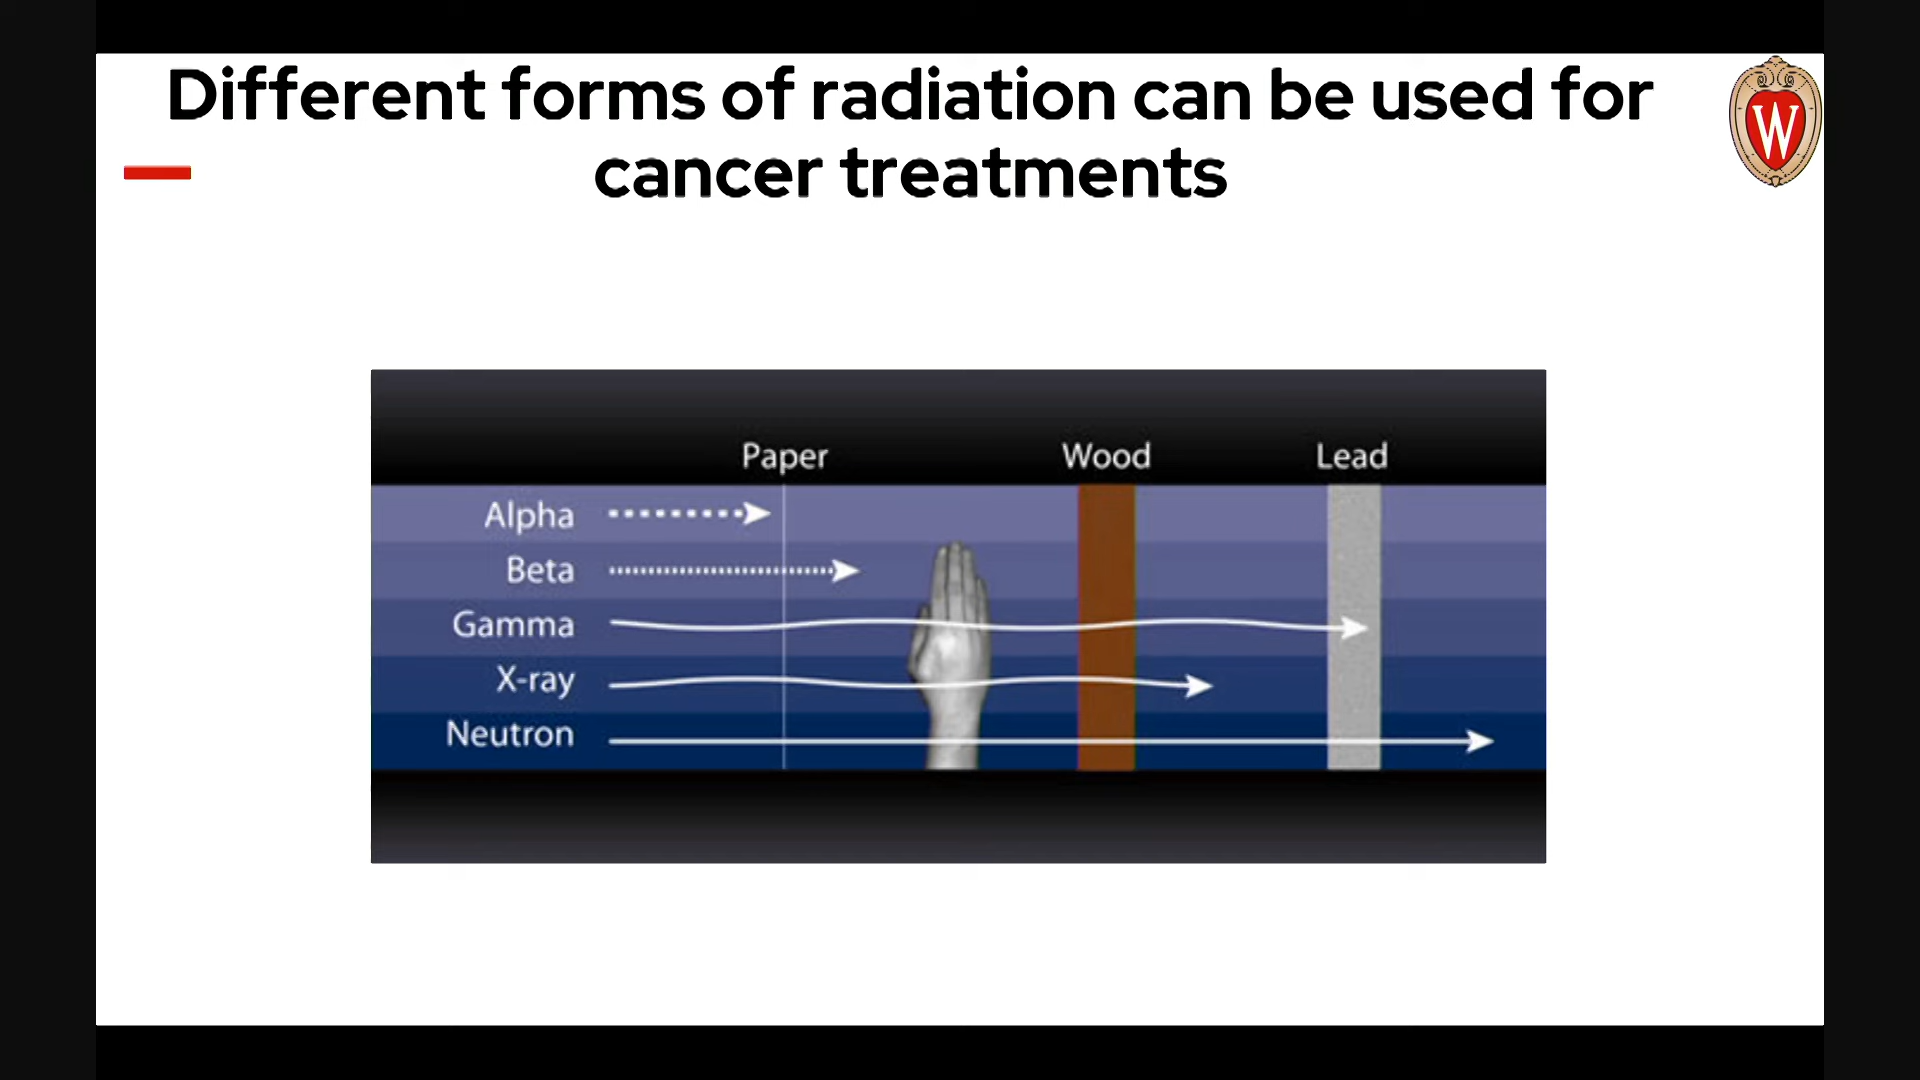 Different forms of radiation can be used for
cancer treatments
W
Paper Wood Lead
Alpha
Beta
Gamma
X-ray
Neutron